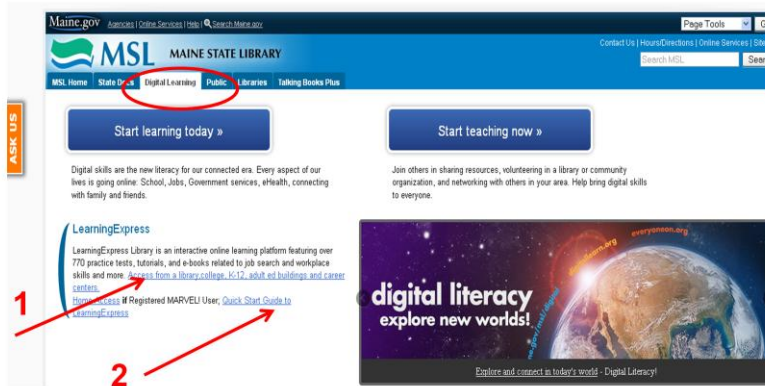 Maine.gov Agencies | Online Services | Help | Search Maine.gov
Page Tools
MSL MAINE STATE LIBRARY
Contact Us | Hours/Directions | Online Services | Site
Search MSL
MSL Home State Docs Digital Learning Public Libraries Talking Books Plus
ASK US
Start learning today »
Digital skills are the new literacy for our connected era. Every aspect of our
lives is going online: School, Jobs, Government services, eHealth, connecting
with family and friends.
Start teaching now »
Join others in sharing resources, volunteering in a library or community
organization, and networking with others in your area. Help bring digital skills
to everyone.
LearningExpress
LearningExpress Library is an interactive online learning platform featuring over
770 practice tests, tutorials, and e-books related to job search and workplace
skills and more. Access from a library,college, K-12, adult ed buildings and career
centers.
Home Access if Registered MARVEL! User; Quick Start Guide to
LearningExpress
1
2
everyoneon.org
digital literacy
explore new worlds!
Explore and connect in today's world - Digital Literacy!